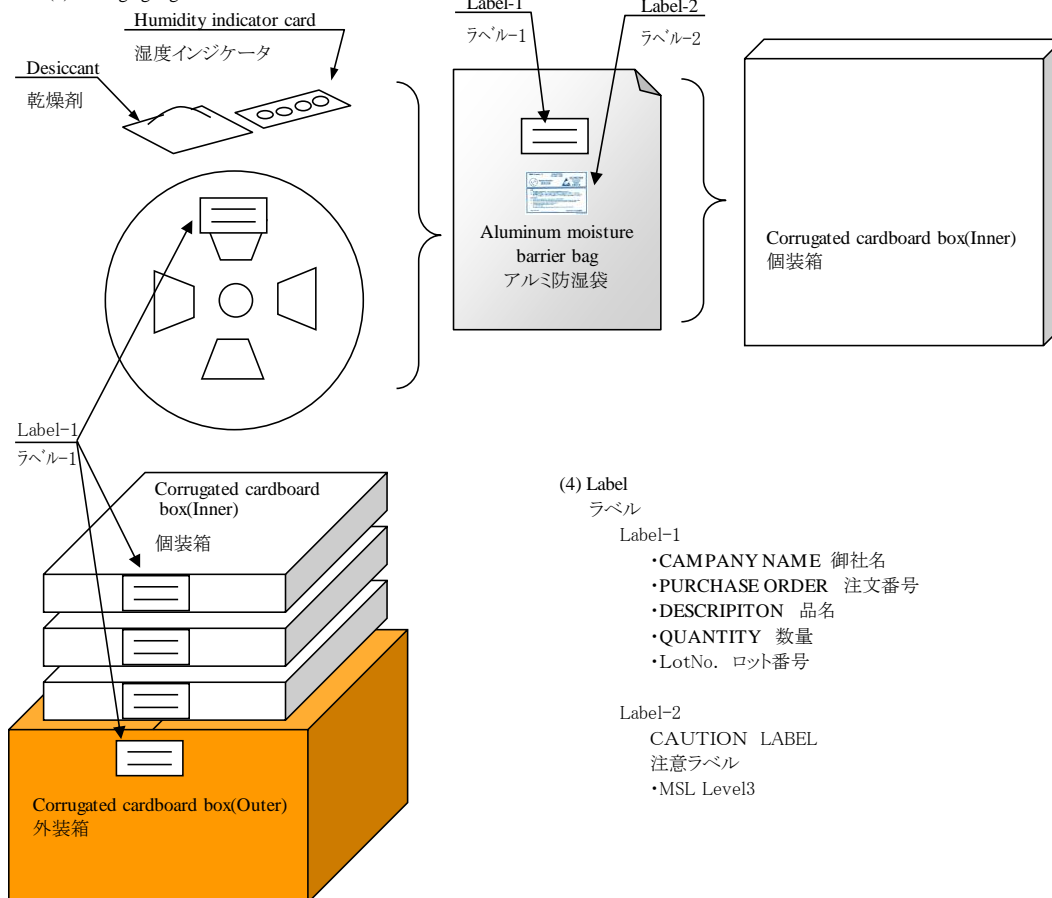 Humidity indicator card
湿度インジケータ
Desiccant
乾燥剤
Label-1
ラベル-1
Label-2
ラベル-2
Aluminum moisture
barrier bag
アルミ防湿袋
Corrugated cardboard box(Inner)
個装箱
Label-1
ラベル-1
Corrugated cardboard
box(Inner)
個装箱
Corrugated cardboard box(Outer)
外装箱
(4) Label
ラベル
Label-1
・CAMPANY NAME 御社名
・PURCHASE ORDER 注文番号
・DESCRIPITON 品名
・QUANTITY 数量
・LotNo. ロット番号
Label-2
CAUTION LABEL
注意ラベル
・MSL Level3